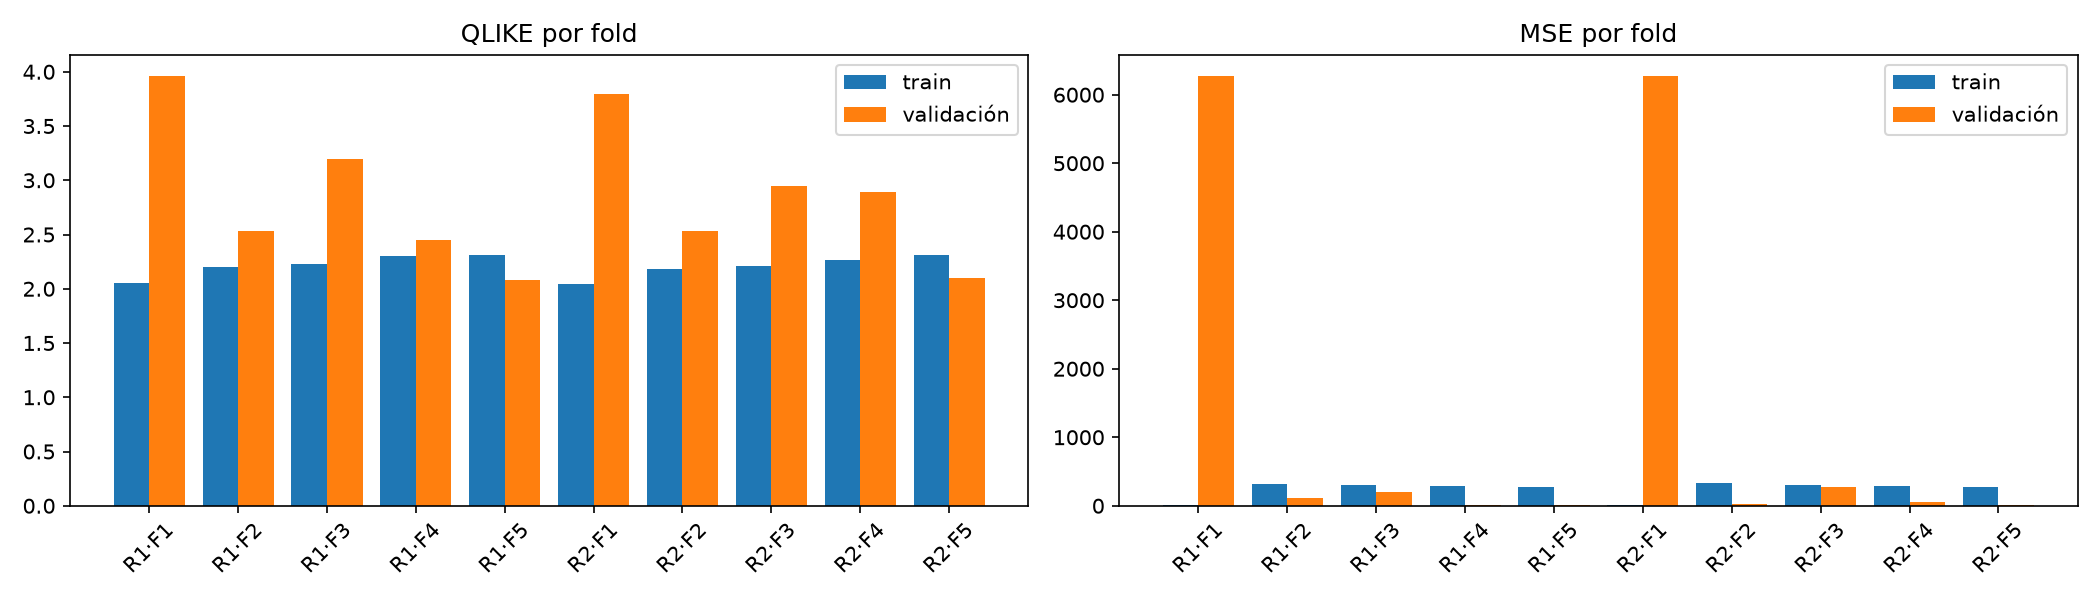 QLIKE por fold
4.0
3.5
3.0
2.5
2.0
1.5
1.0
0.5
0.0
train
validación
R1·F1
R1·F2
R1·F3
R1·F4
R1·F5
R2·F1
R2·F2
R2·F3
R2·F4
R2·F5
MSE por fold
6000
5000
4000
3000
2000
1000
0
train
validación
R1·F1
R1·F2
R1·F3
R1·F4
R1·F5
R2·F1
R2·F2
R2·F3
R2·F4
R2·F5